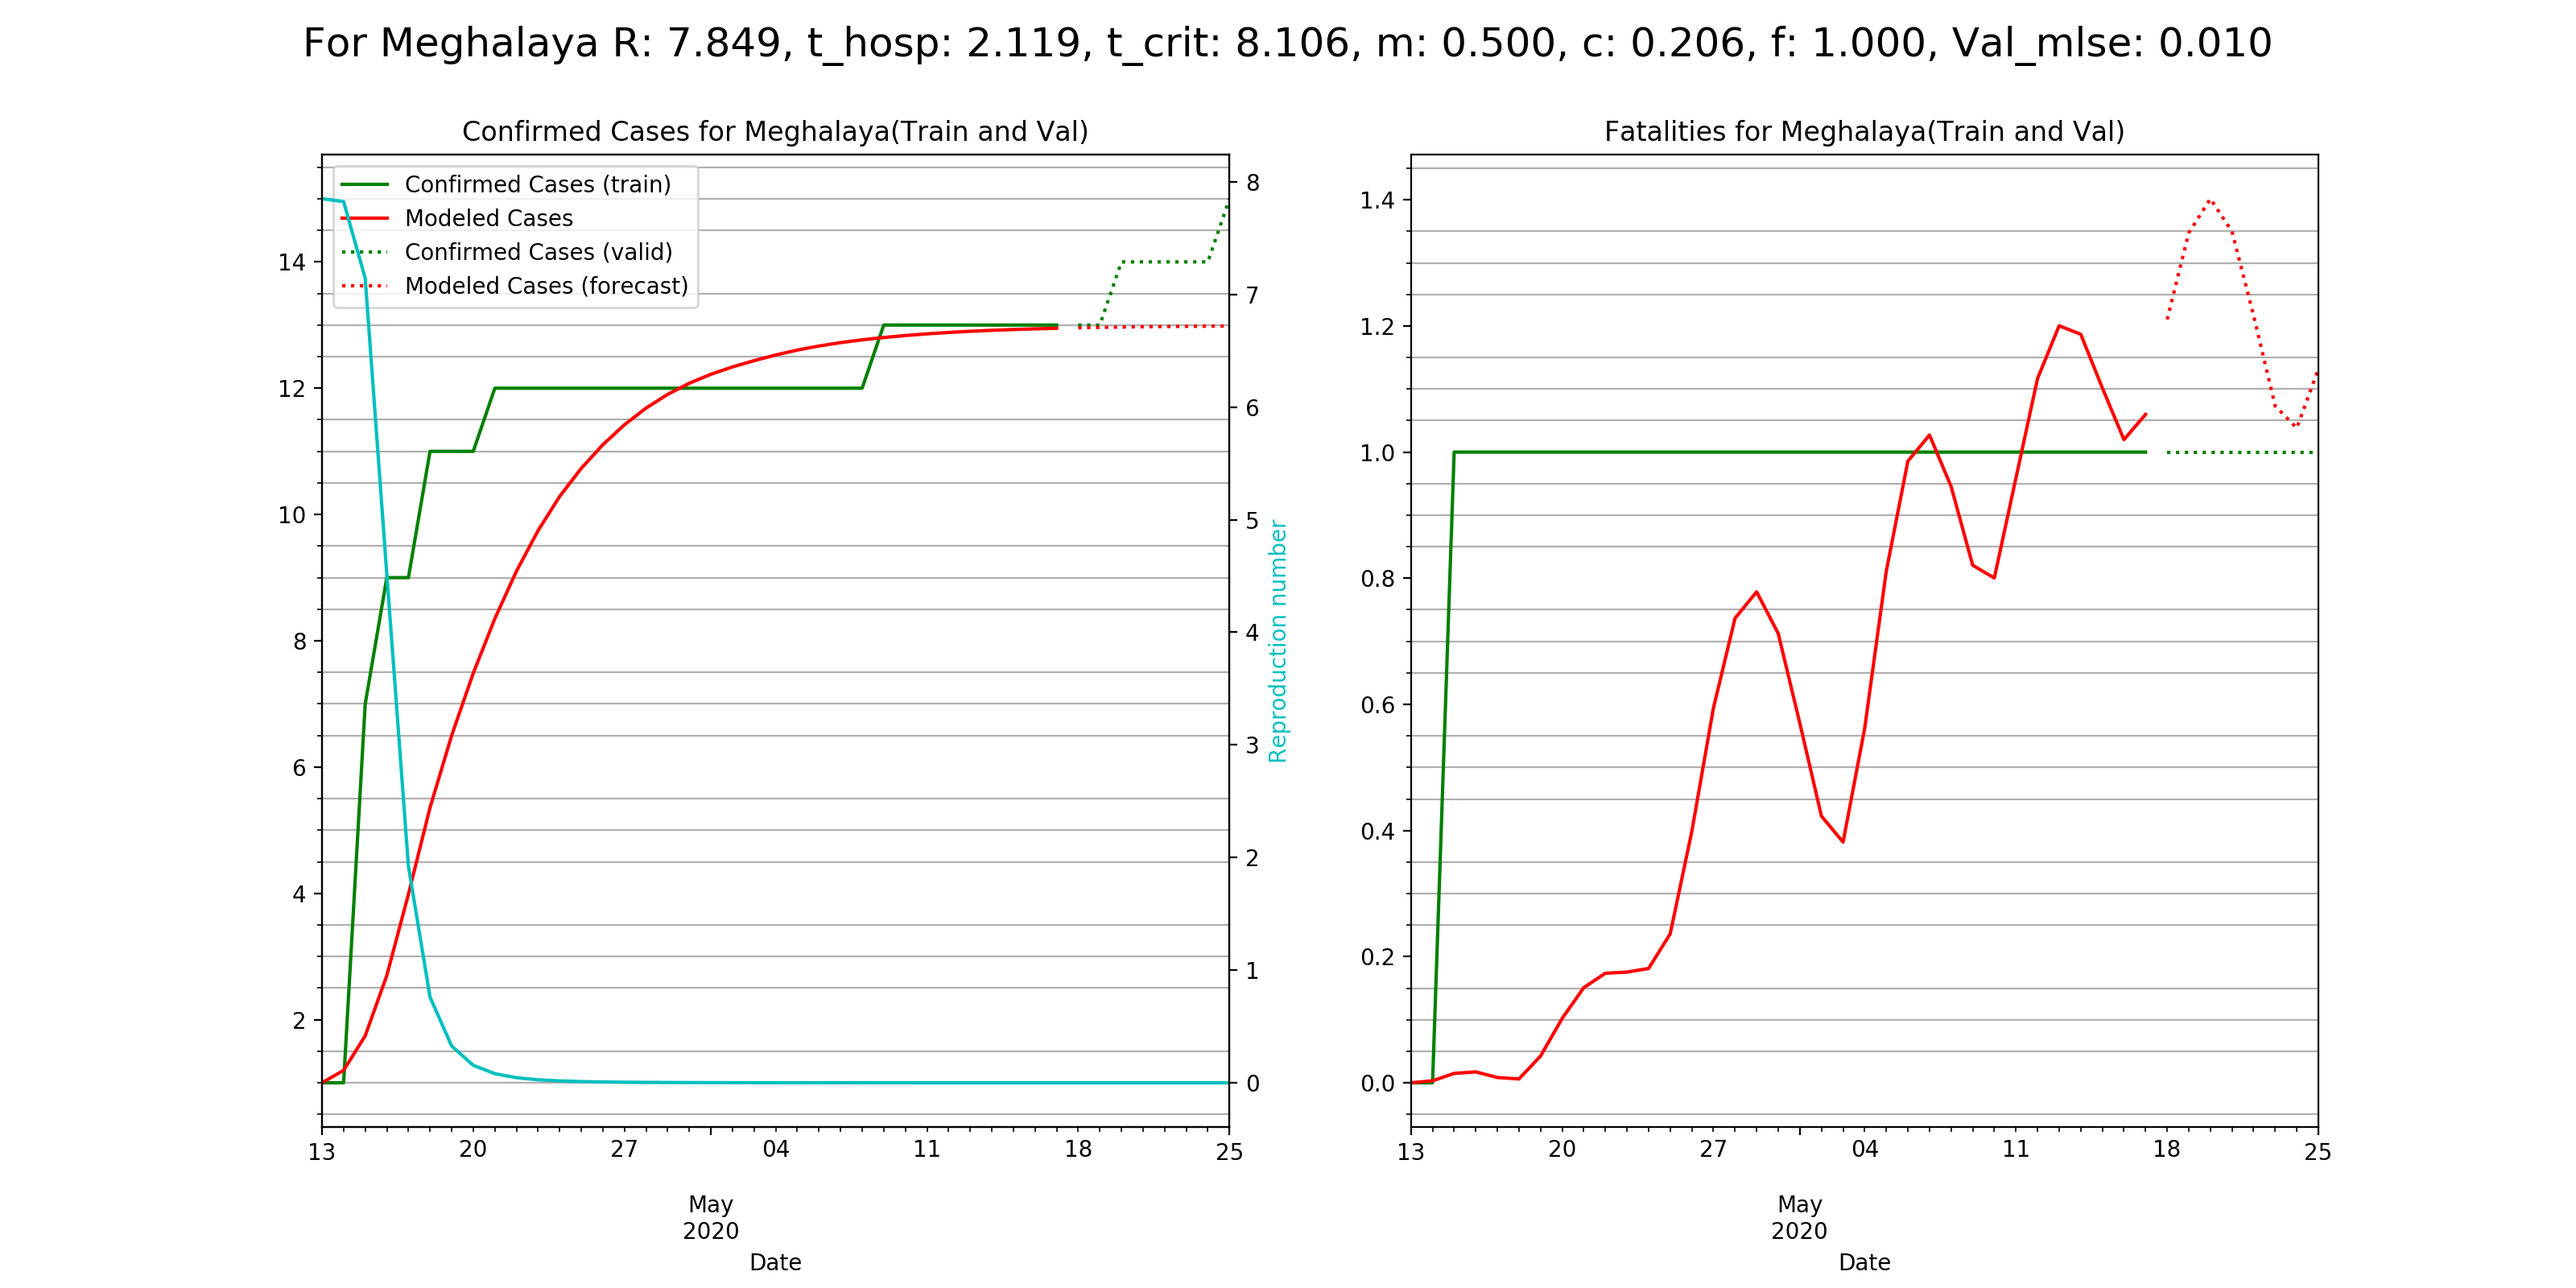 For Meghalaya R: 7.849, t_hosp: 2.119, t_crit: 8.106, m: 0.500, c: 0.206, f: 1.000, Val_mlse: 0.010
Confirmed Cases for Meghalaya(Train and Val)
Confirmed Cases (train)
Modeled Cases
Confirmed Cases (valid)
Modeled Cases (forecast)
14
12
10
8
6
4
2
8
7
6
5
4
3
2
1
0
Reproduction number
13 20 27 04 11 18 25
May
2020
Date
Fatalities for Meghalaya(Train and Val)
1.4
1.2
1.0
0.8
0.6
0.4
0.2
0.0
13 20 27 04 11 18 25
May
2020
Date